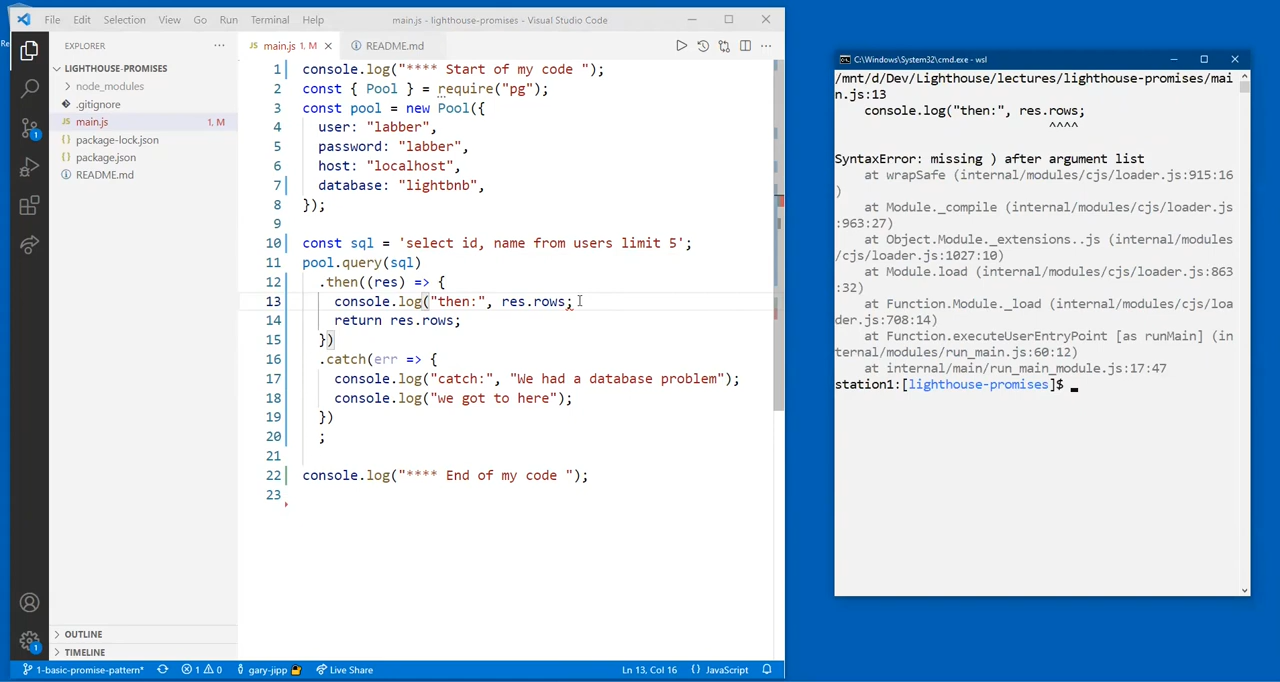 File Edit Selection View Go Run Terminal Help main.js - lighthouse-promises - Visual Studio Code
Re
EXPLORER
LIGHTHOUSE-PROMISES
node_modules
.gitignore
main.js 1, M
package-lock.json
package.json
README.md
OUTLINE
TIMELINE
JS main.js 1, M README.md
1 console.log("**** Start of my code ");
2 const { Pool } = require("pg");
3 const pool = new Pool({
4 user: "labber",
5 password: "labber",
6 host: "localhost",
7 database: "lightbnb",
8 });
9
10 const sql = 'select id, name from users limit 5';
11 pool.query(sql)
12 .then((res) => {
13 console.log("then:", res.rows;
14 return res.rows;
15 })
16 .catch(err => {
17 console.log("catch:", "We had a database problem");
18 console.log("we got to here");
19 })
20 ;
21
22 console.log("**** End of my code ");
23
1-basic-promise-pattern* 1 0 gary-jipp Live Share Ln 13, Col 16 JavaScript
C:\Windows\System32\cmd.exe - wsl
/mnt/d/Dev/Lighthouse/lectures/lighthouse-promises/mai
n.js:13
console.log("then:", res.rows;
^^^^
SyntaxError: missing ) after argument list
at wrapSafe (internal/modules/cjs/loader.js:915:16
)
at Module._compile (internal/modules/cjs/loader.js
:963:27)
at Object.Module._extensions..js (internal/modules
/cjs/loader.js:1027:10)
at Module.load (internal/modules/cjs/loader.js:863
:32)
at Function.Module._load (internal/modules/cjs/loa
der.js:708:14)
at Function.executeUserEntryPoint [as runMain] (in
ternal/modules/run_main.js:60:12)
at internal/main/run_main_module.js:17:47
station1:[lighthouse-promises]$